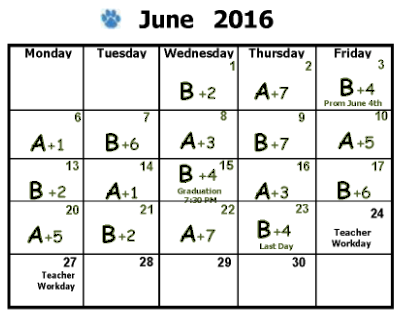 June 2016
Monday Tuesday Wednesday Thursday Friday
1 2 3
B +2 A +7 B +4
Prom June 4th
6 7 8 9 10
A +1 B +6 A +3 B +7 A +5
13 14 15 16 17
B +2 A +1 B +4 A +3 B +6
Graduation
7:30 PM
20 21 22 23 24
A +5 B +2 A +7 B +4 Teacher
Last Day Workday
27 28 29 30
Teacher
Workday